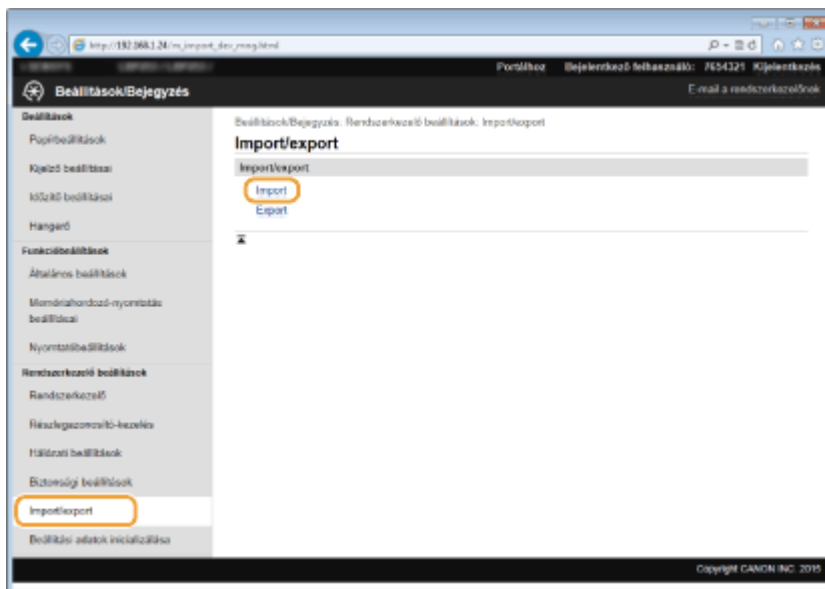 http://192.168.1.24/m_import_dev_mng.html
Portálhoz Bejelentkező felhasználó: 7654321 Kijelentkezés
Beállítások/Bejegyzés
E-mail a rendszerkezelőnek
Beállítások
Papírbeállítások
Kijelző beállításai
Időzítő beállításai
Hangerő
Funkcióbeállítások
Általános beállítások
Memóriahordozó-nyomtatás
beállításai
Nyomtatóbeállítások
Rendszerkezelő beállítások
Rendszerkezelő
Részlegazonosító-kezelés
Hálózati beállítások
Biztonsági beállítások
Import/export
Beállítási adatok inicializálása
Beállítások/Bejegyzés: Rendszerkezelő beállítások: Import/export
Import/export
Import/export
Import
Export
Copyright CANON INC. 2015